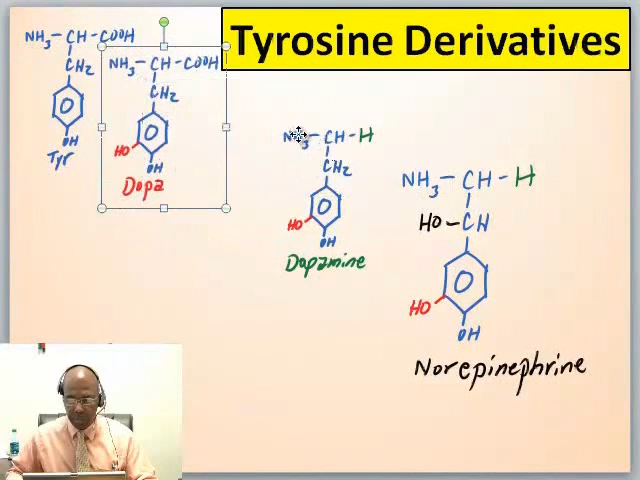 Tyrosine Derivatives
NH3-CH-COOH
CH2
OH
Tyr
NH3-CH-COOH
CH2
HO
OH
Dopa
NH3-CH-H
CH2
HO
OH
Dopamine
NH3-CH-H
HO-CH
HO
OH
Norepinephrine